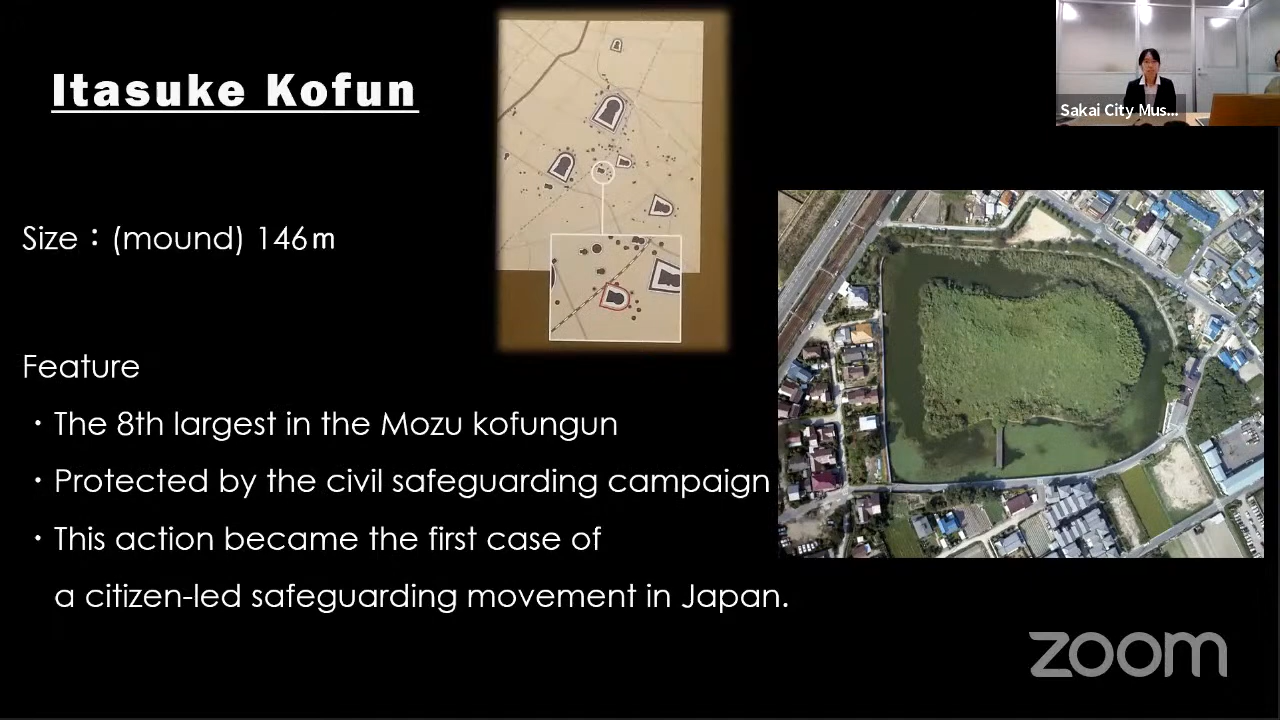 Itasuke Kofun
Sakai City Mus...
Size：(mound) 146m
Feature
・The 8th largest in the Mozu kofungun
・Protected by the civil safeguarding campaign
・This action became the first case of
a citizen-led safeguarding movement in Japan.
zoom